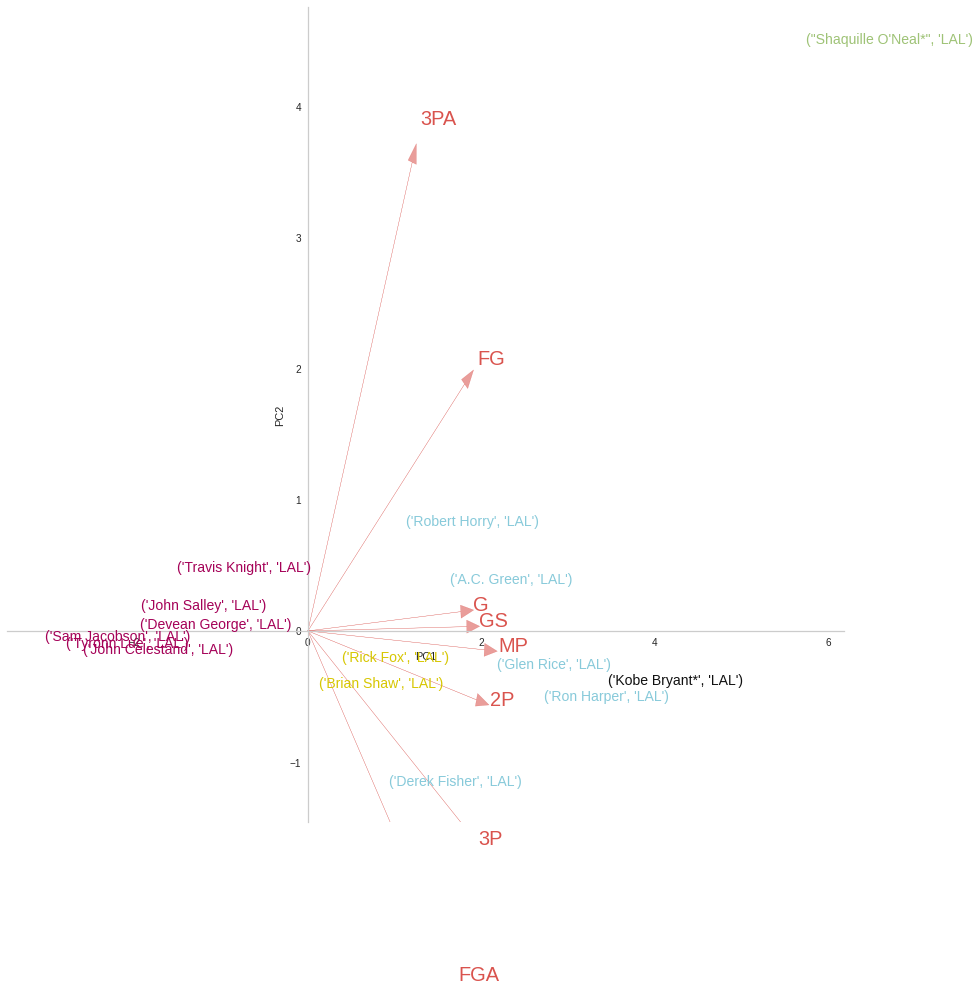 ("Shaquille O'Neal*", 'LAL')
4
3PA
3
FG
2
PC2
1
('Robert Horry', 'LAL')
('Travis Knight', 'LAL')
('A.C. Green', 'LAL')
('John Salley', 'LAL')
G
('Devean George', 'LAL')
GS
0
('Sam Jacobson', 'LAL')
('Tyronn Lue', 'LAL')
('John Celestand', 'LAL')
0
2
4
6
MP
PC1
('Rick Fox', 'LAL')
('Glen Rice', 'LAL')
('Brian Shaw', 'LAL')
('Kobe Bryant*', 'LAL')
2P
('Ron Harper', 'LAL')
−1
('Derek Fisher', 'LAL')
3P
FGA